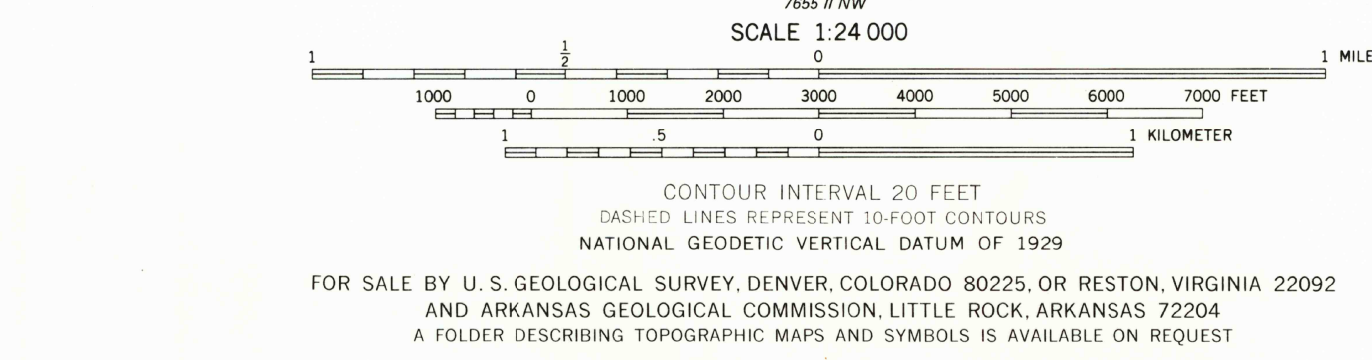 7655 II NW
SCALE 1:24 000
1 1/2 0 1 MILE
1000 0 1000 2000 3000 4000 5000 6000 7000 FEET
1 .5 0 1 KILOMETER
CONTOUR INTERVAL 20 FEET
DASHED LINES REPRESENT 10-FOOT CONTOURS
NATIONAL GEODETIC VERTICAL DATUM OF 1929
FOR SALE BY U. S. GEOLOGICAL SURVEY, DENVER, COLORADO 80225, OR RESTON, VIRGINIA 22092
AND ARKANSAS GEOLOGICAL COMMISSION, LITTLE ROCK, ARKANSAS 72204
A FOLDER DESCRIBING TOPOGRAPHIC MAPS AND SYMBOLS IS AVAILABLE ON REQUEST